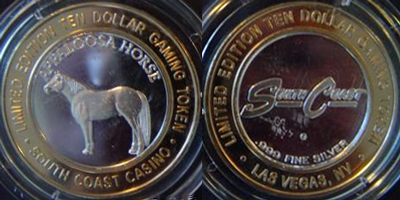 LIMITED EDITION TEN DOLLAR GAMING TOKEN
APPALOOSA HORSE
• SOUTH COAST CASINO •
LIMITED EDITION TEN DOLLAR GAMING TOKEN
South Coast
.999 FINE SILVER
• LAS VEGAS, NV •